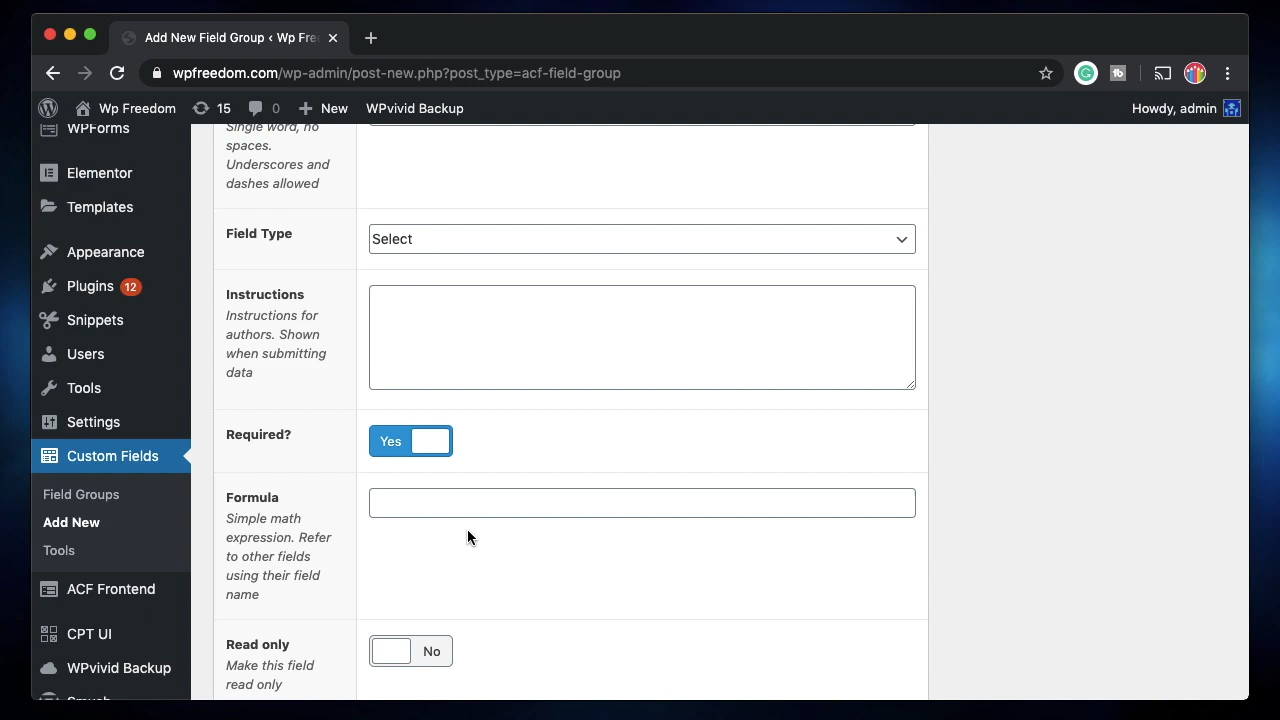 Add New Field Group ‹ Wp Fre
wpfreedom.com/wp-admin/post-new.php?post_type=acf-field-group
Wp Freedom 15 0 New WPvivid Backup Howdy, admin
WPForms
Elementor
Templates
Appearance
Plugins 12
Snippets
Users
Tools
Settings
Custom Fields
Field Groups
Add New
Tools
ACF Frontend
CPT UI
WPvivid Backup
Smush
Single word, no
spaces.
Underscores and
dashes allowed
Field Type
Select
Instructions
Instructions for
authors. Shown
when submitting
data
Required?
Yes
Formula
Simple math
expression. Refer
to other fields
using their field
name
Read only
No
Make this field
read only